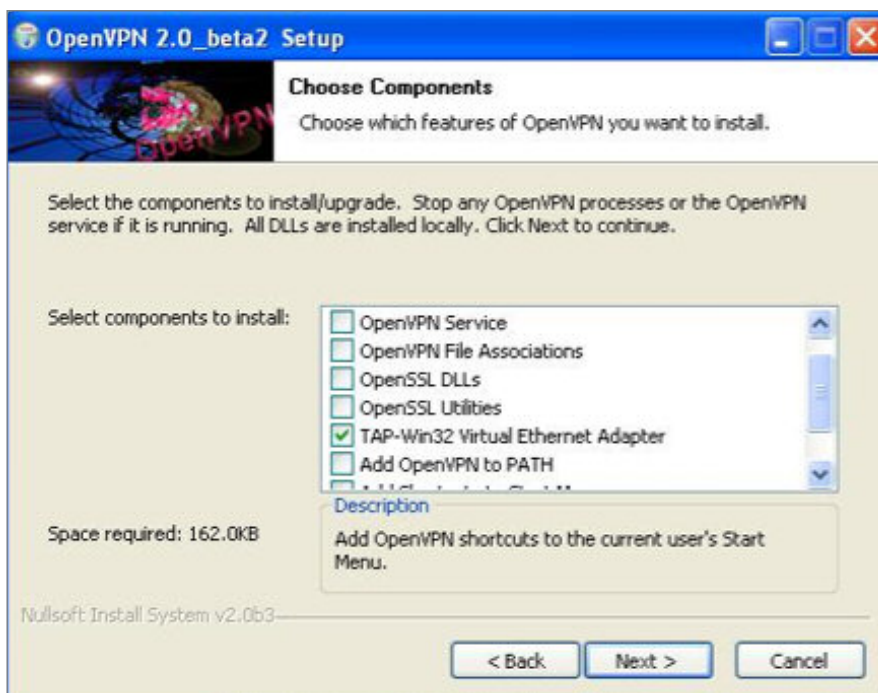 OpenVPN 2.0_beta2 Setup
OpenVPN
Choose Components
Choose which features of OpenVPN you want to install.
Select the components to install/upgrade. Stop any OpenVPN processes or the OpenVPN
service if it is running. All DLLs are installed locally. Click Next to continue.
Select components to install:
OpenVPN Service
OpenVPN File Associations
OpenSSL DLLs
OpenSSL Utilities
TAP-Win32 Virtual Ethernet Adapter
Add OpenVPN to PATH
Description
Space required: 162.0KB
Add OpenVPN shortcuts to the current user's Start
Menu.
Nullsoft Install System v2.0b3
< Back
Next >
Cancel